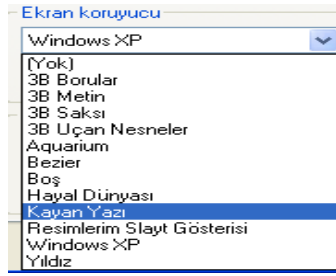 Ekran koruyucu
Windows XP
(Yok)
3B Borular
3B Metin
3B Saksı
3B Uçan Nesneler
Aquarium
Bezier
Boş
Hayal Dünyası
Kayan Yazı
Resimlerim Slayt Gösterisi
Windows XP
Yıldız